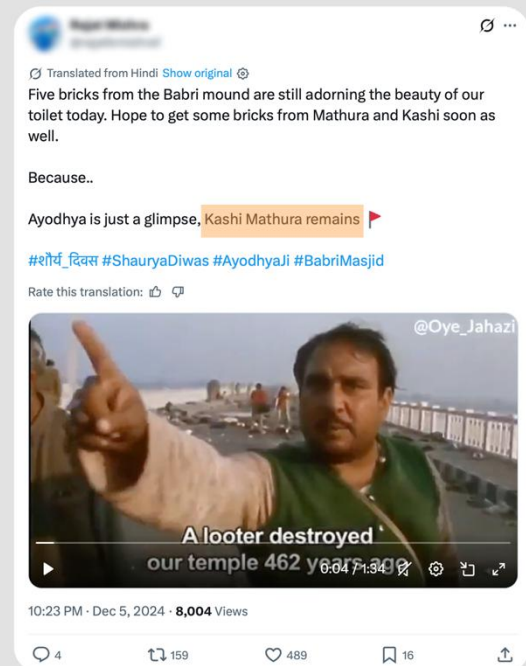 Translated from Hindi Show original
Five bricks from the Babri mound are still adorning the beauty of our
toilet today. Hope to get some bricks from Mathura and Kashi soon as
well.
Because..
Ayodhya is just a glimpse, Kashi Mathura remains
#शौर्य_दिवस #ShauryaDiwas #AyodhyaJi #BabriMasjid
Rate this translation:
@Oye_Jahazi
A looter destroyed
our temple 462 years ago
0:04 / 1:34
10:23 PM · Dec 5, 2024 · 8,004 Views
4 159 489 16